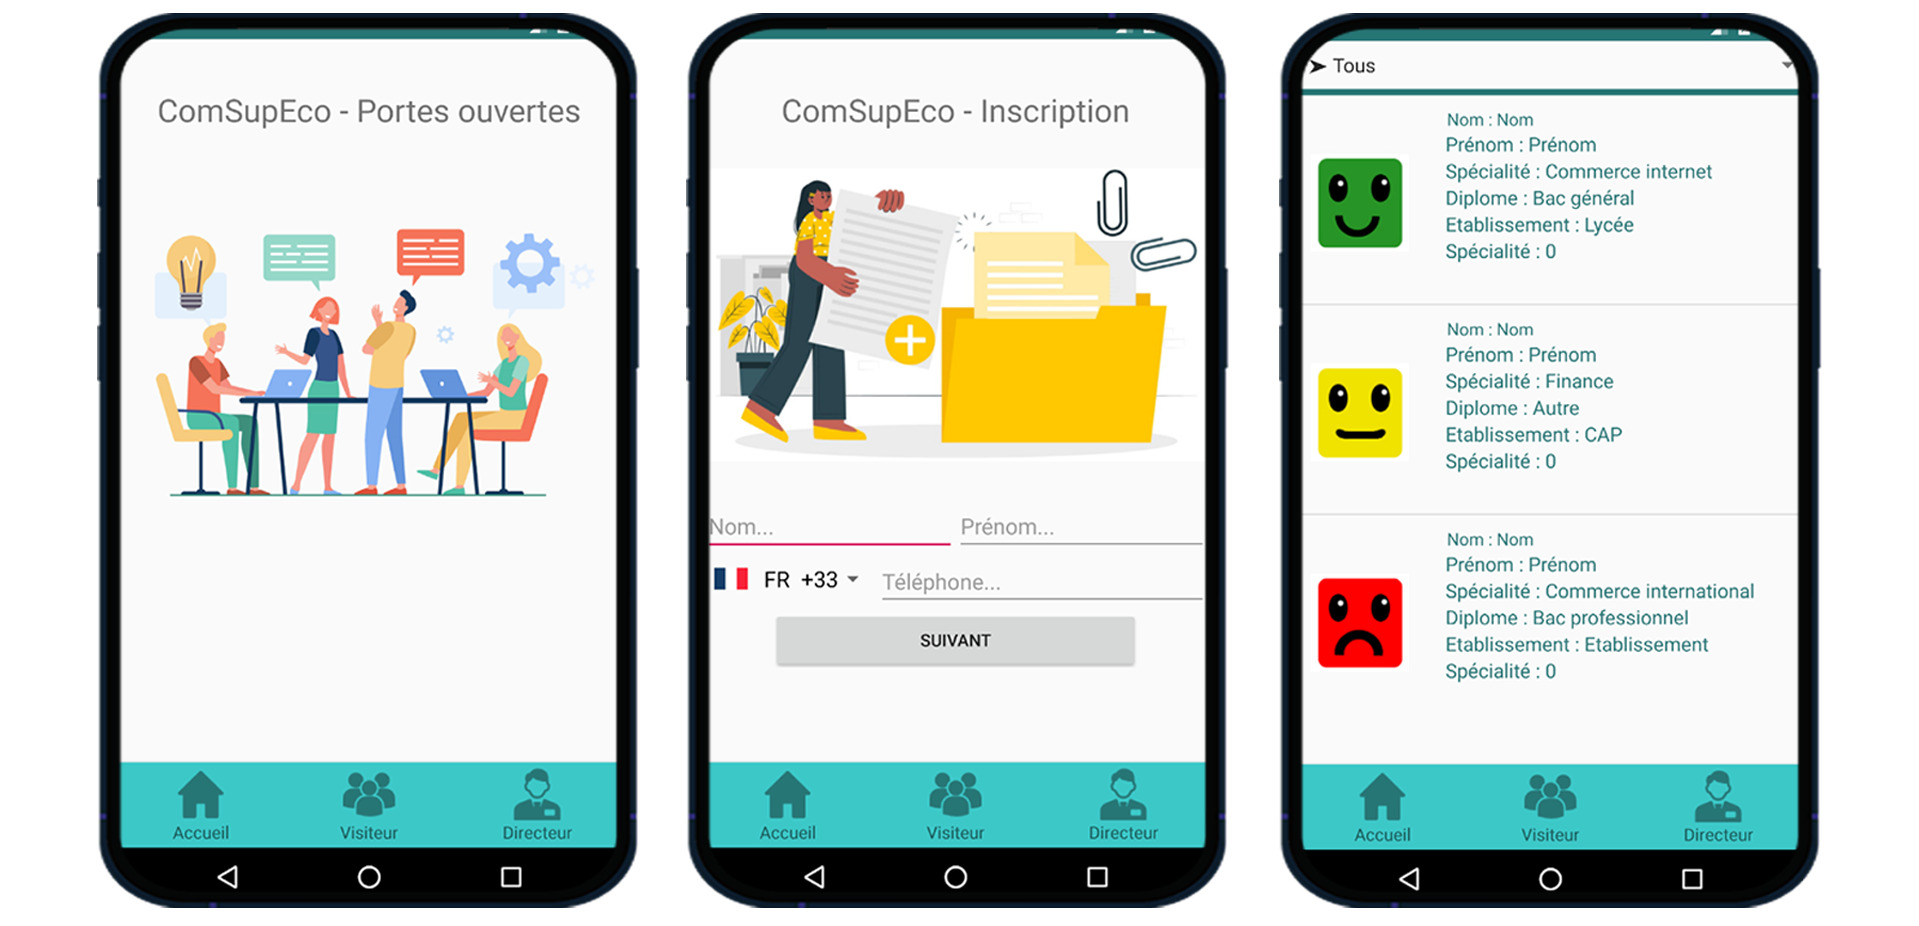 ComSupEco - Portes ouvertes
Accueil
Visiteur
Directeur
ComSupEco - Inscription
Nom...
Prénom...
FR +33
Téléphone...
SUIVANT
Accueil
Visiteur
Directeur
Tous
Nom : Nom
Prénom : Prénom
Spécialité : Commerce internet
Diplome : Bac général
Etablissement : Lycée
Spécialité : 0
Nom : Nom
Prénom : Prénom
Spécialité : Finance
Diplome : Autre
Etablissement : CAP
Spécialité : 0
Nom : Nom
Prénom : Prénom
Spécialité : Commerce international
Diplome : Bac professionnel
Etablissement : Etablissement
Spécialité : 0
Accueil
Visiteur
Directeur